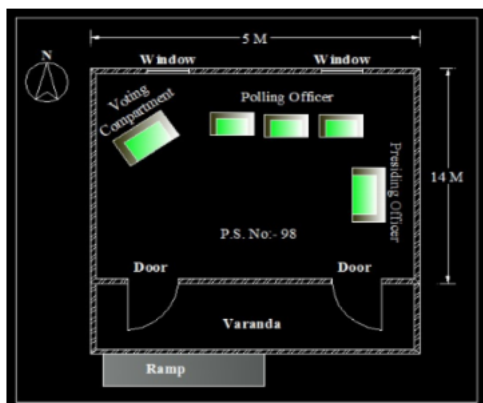 5 M
N
Window
Window
Voting
Compartment
Polling Officer
Presiding Officer
14 M
P.S. No:- 98
Door
Door
Varanda
Ramp